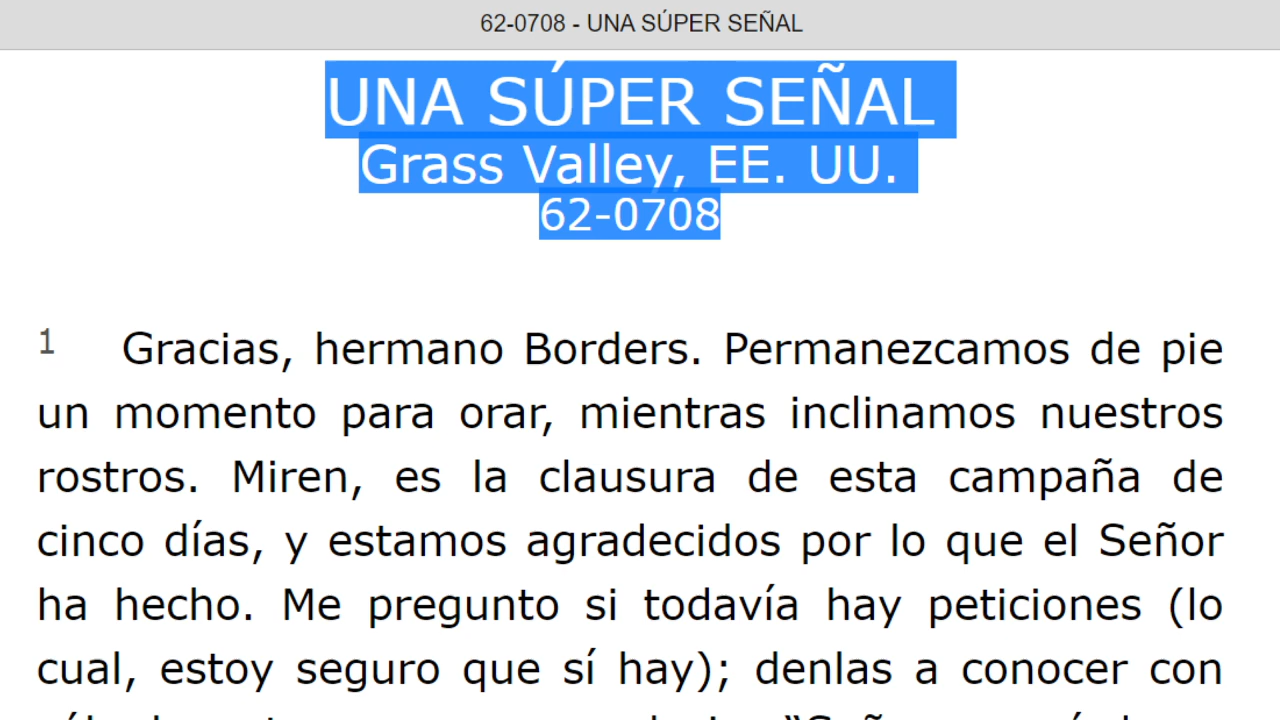 62-0708 - UNA SÚPER SEÑAL
UNA SÚPER SEÑAL
Grass Valley, EE. UU.
62-0708
1 Gracias, hermano Borders. Permanezcamos de pie
un momento para orar, mientras inclinamos nuestros
rostros. Miren, es la clausura de esta campaña de
cinco días, y estamos agradecidos por lo que el Señor
ha hecho. Me pregunto si todavía hay peticiones (lo
cual, estoy seguro que sí hay); denlas a conocer con